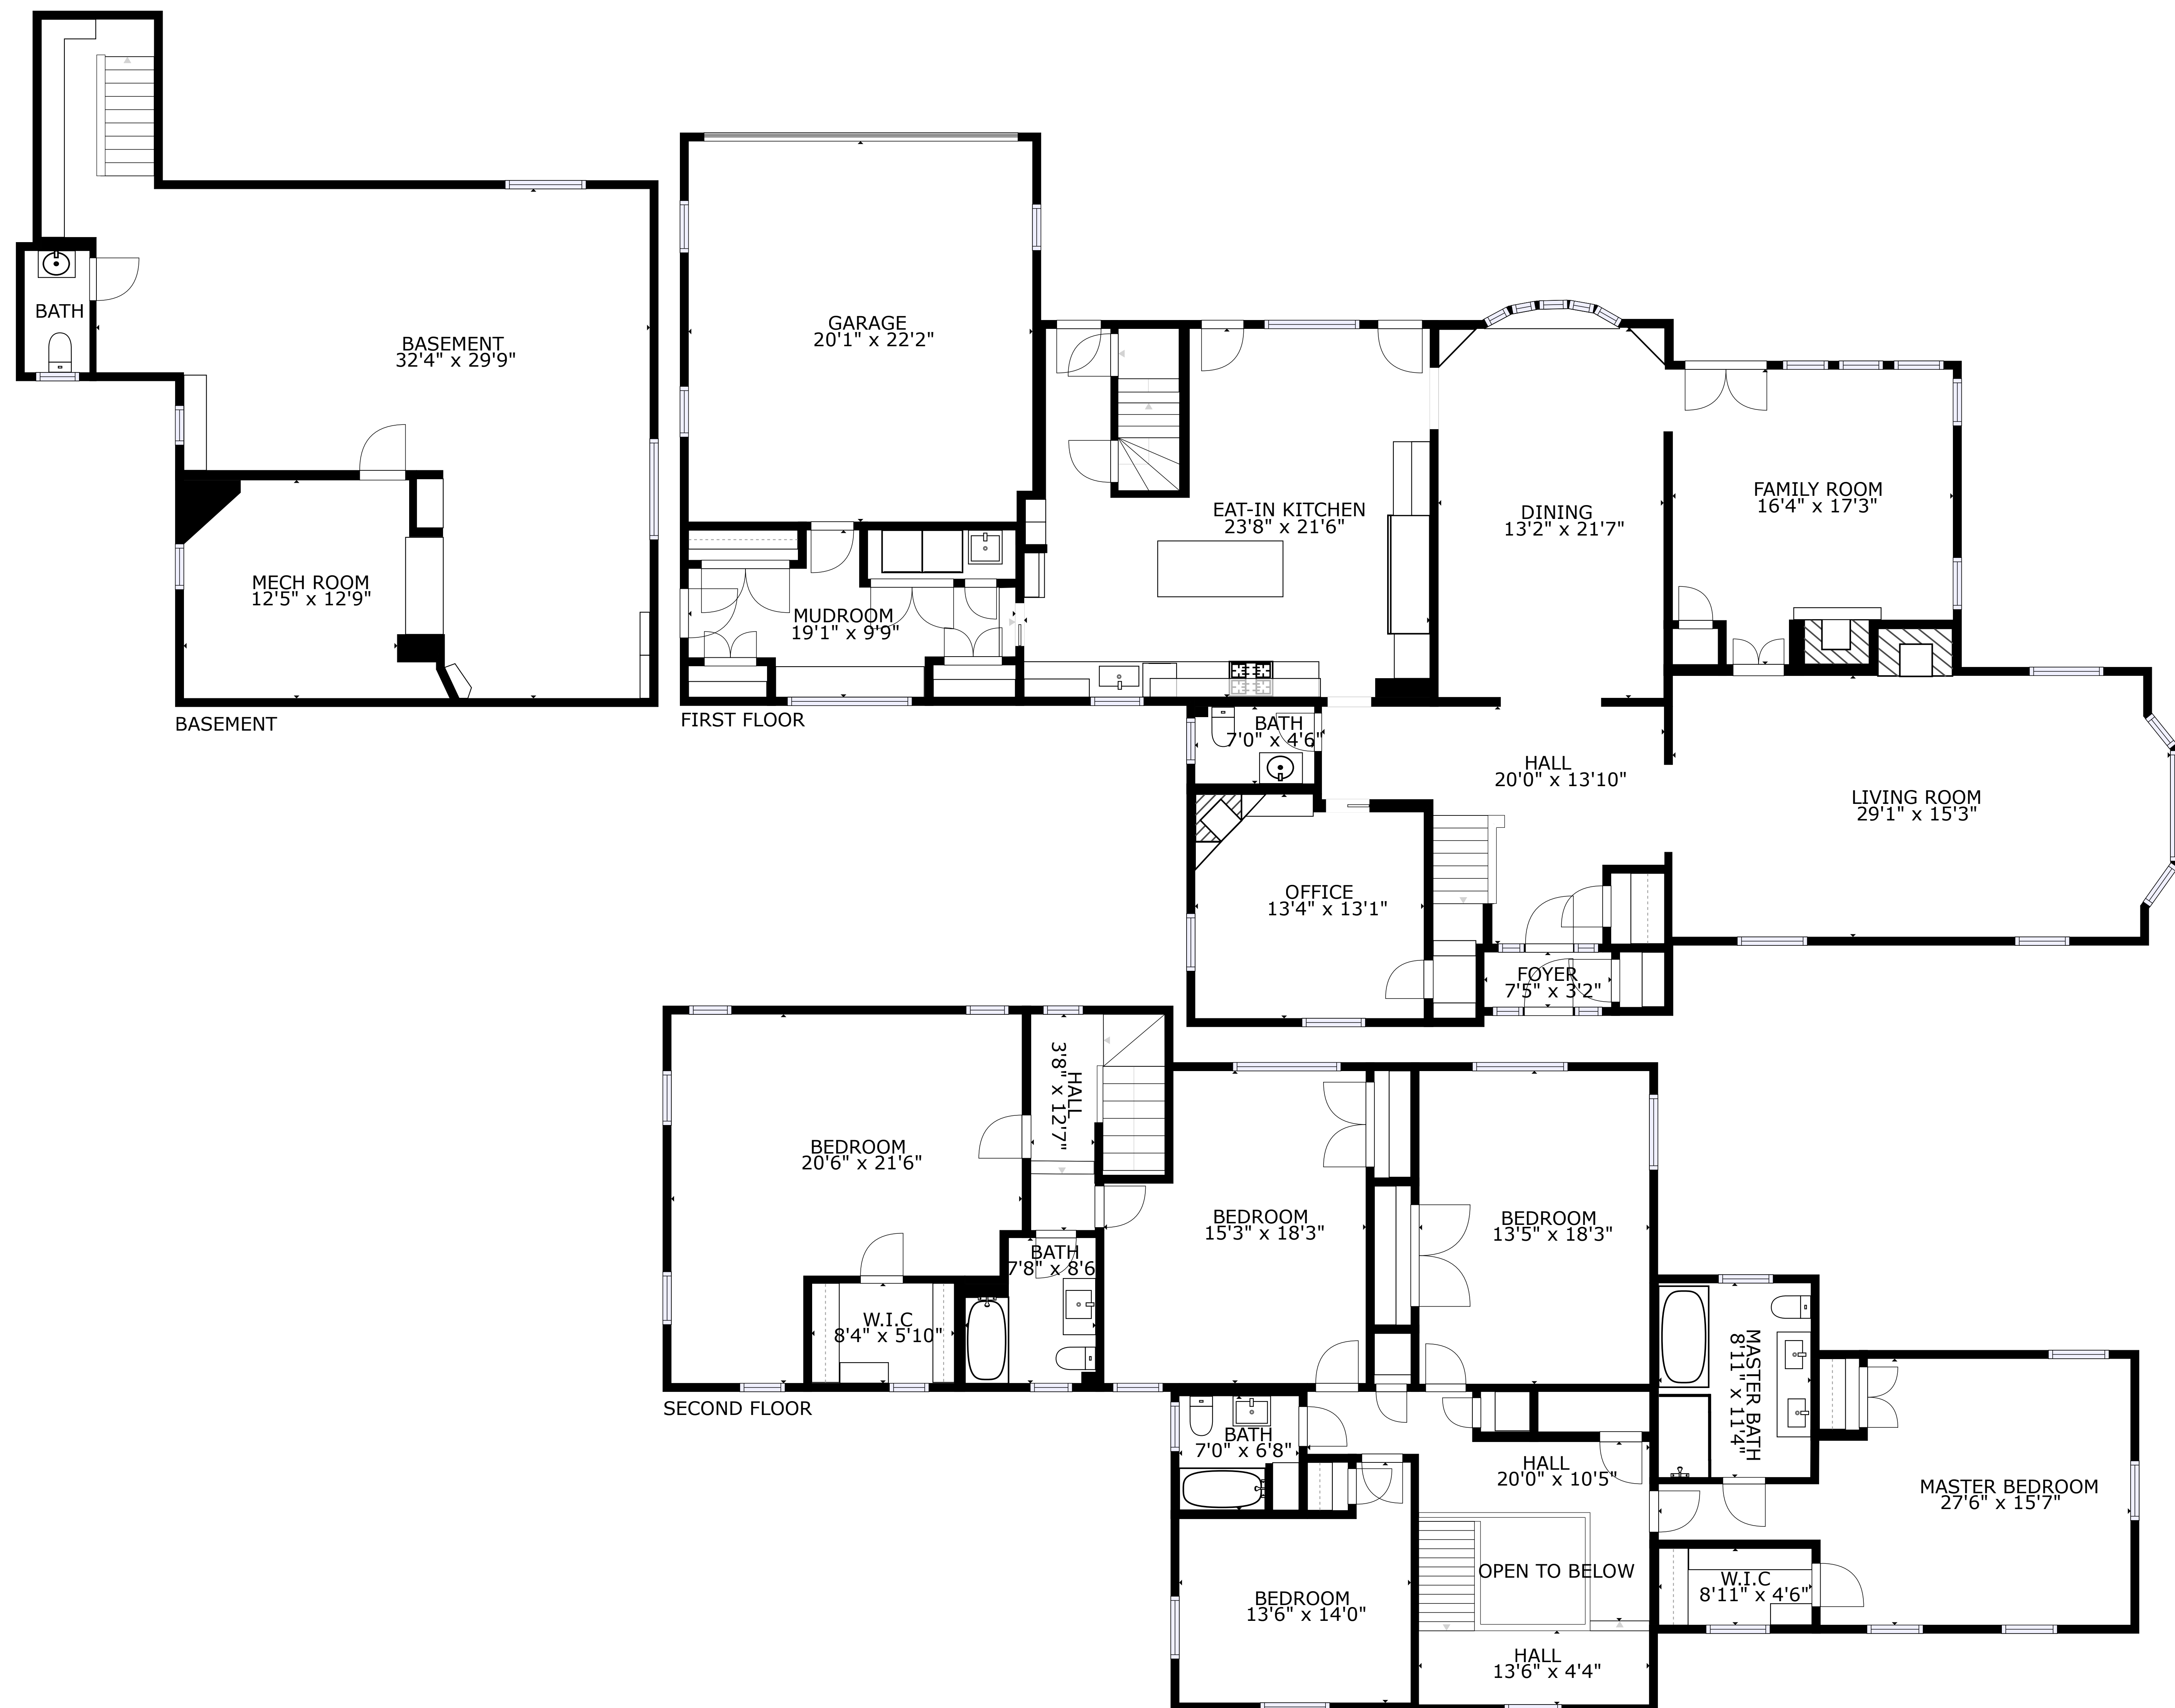 BATH
BASEMENT
32'4" x 29'9"
MECH ROOM
12'5" x 12'9"
BASEMENT
GARAGE
20'1" x 22'2"
MUDROOM
19'1" x 9'9"
EAT-IN KITCHEN
23'8" x 21'6"
DINING
13'2" x 21'7"
FAMILY ROOM
16'4" x 17'3"
FIRST FLOOR
BATH
7'0" x 4'6"
HALL
20'0" x 13'10"
LIVING ROOM
29'1" x 15'3"
OFFICE
13'4" x 13'1"
FOYER
7'5" x 3'2"
BEDROOM
20'6" x 21'6"
HALL
3'8" x 12'7"
BATH
7'8" x 8'6
W.I.C
8'4" x 5'10"
BEDROOM
15'3" x 18'3"
BEDROOM
13'5" x 18'3"
SECOND FLOOR
BATH
7'0" x 6'8"
HALL
20'0" x 10'5"
MASTER BATH
8'11" x 11'4"
MASTER BEDROOM
27'6" x 15'7"
OPEN TO BELOW
W.I.C
8'11" x 4'6"
BEDROOM
13'6" x 14'0"
HALL
13'6" x 4'4"